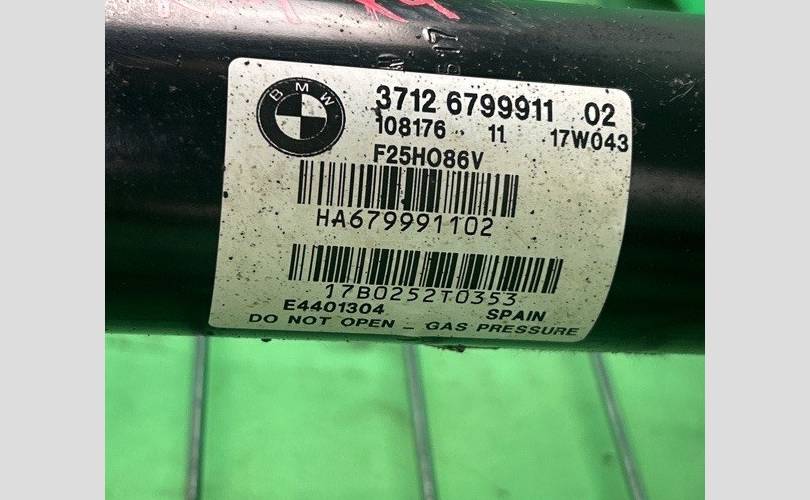 BMW
3712 6799911 02
108176 11 17W043
F25HO86V
HA679991102
17B0252T0353
E4401304 SPAIN
DO NOT OPEN - GAS PRESSURE